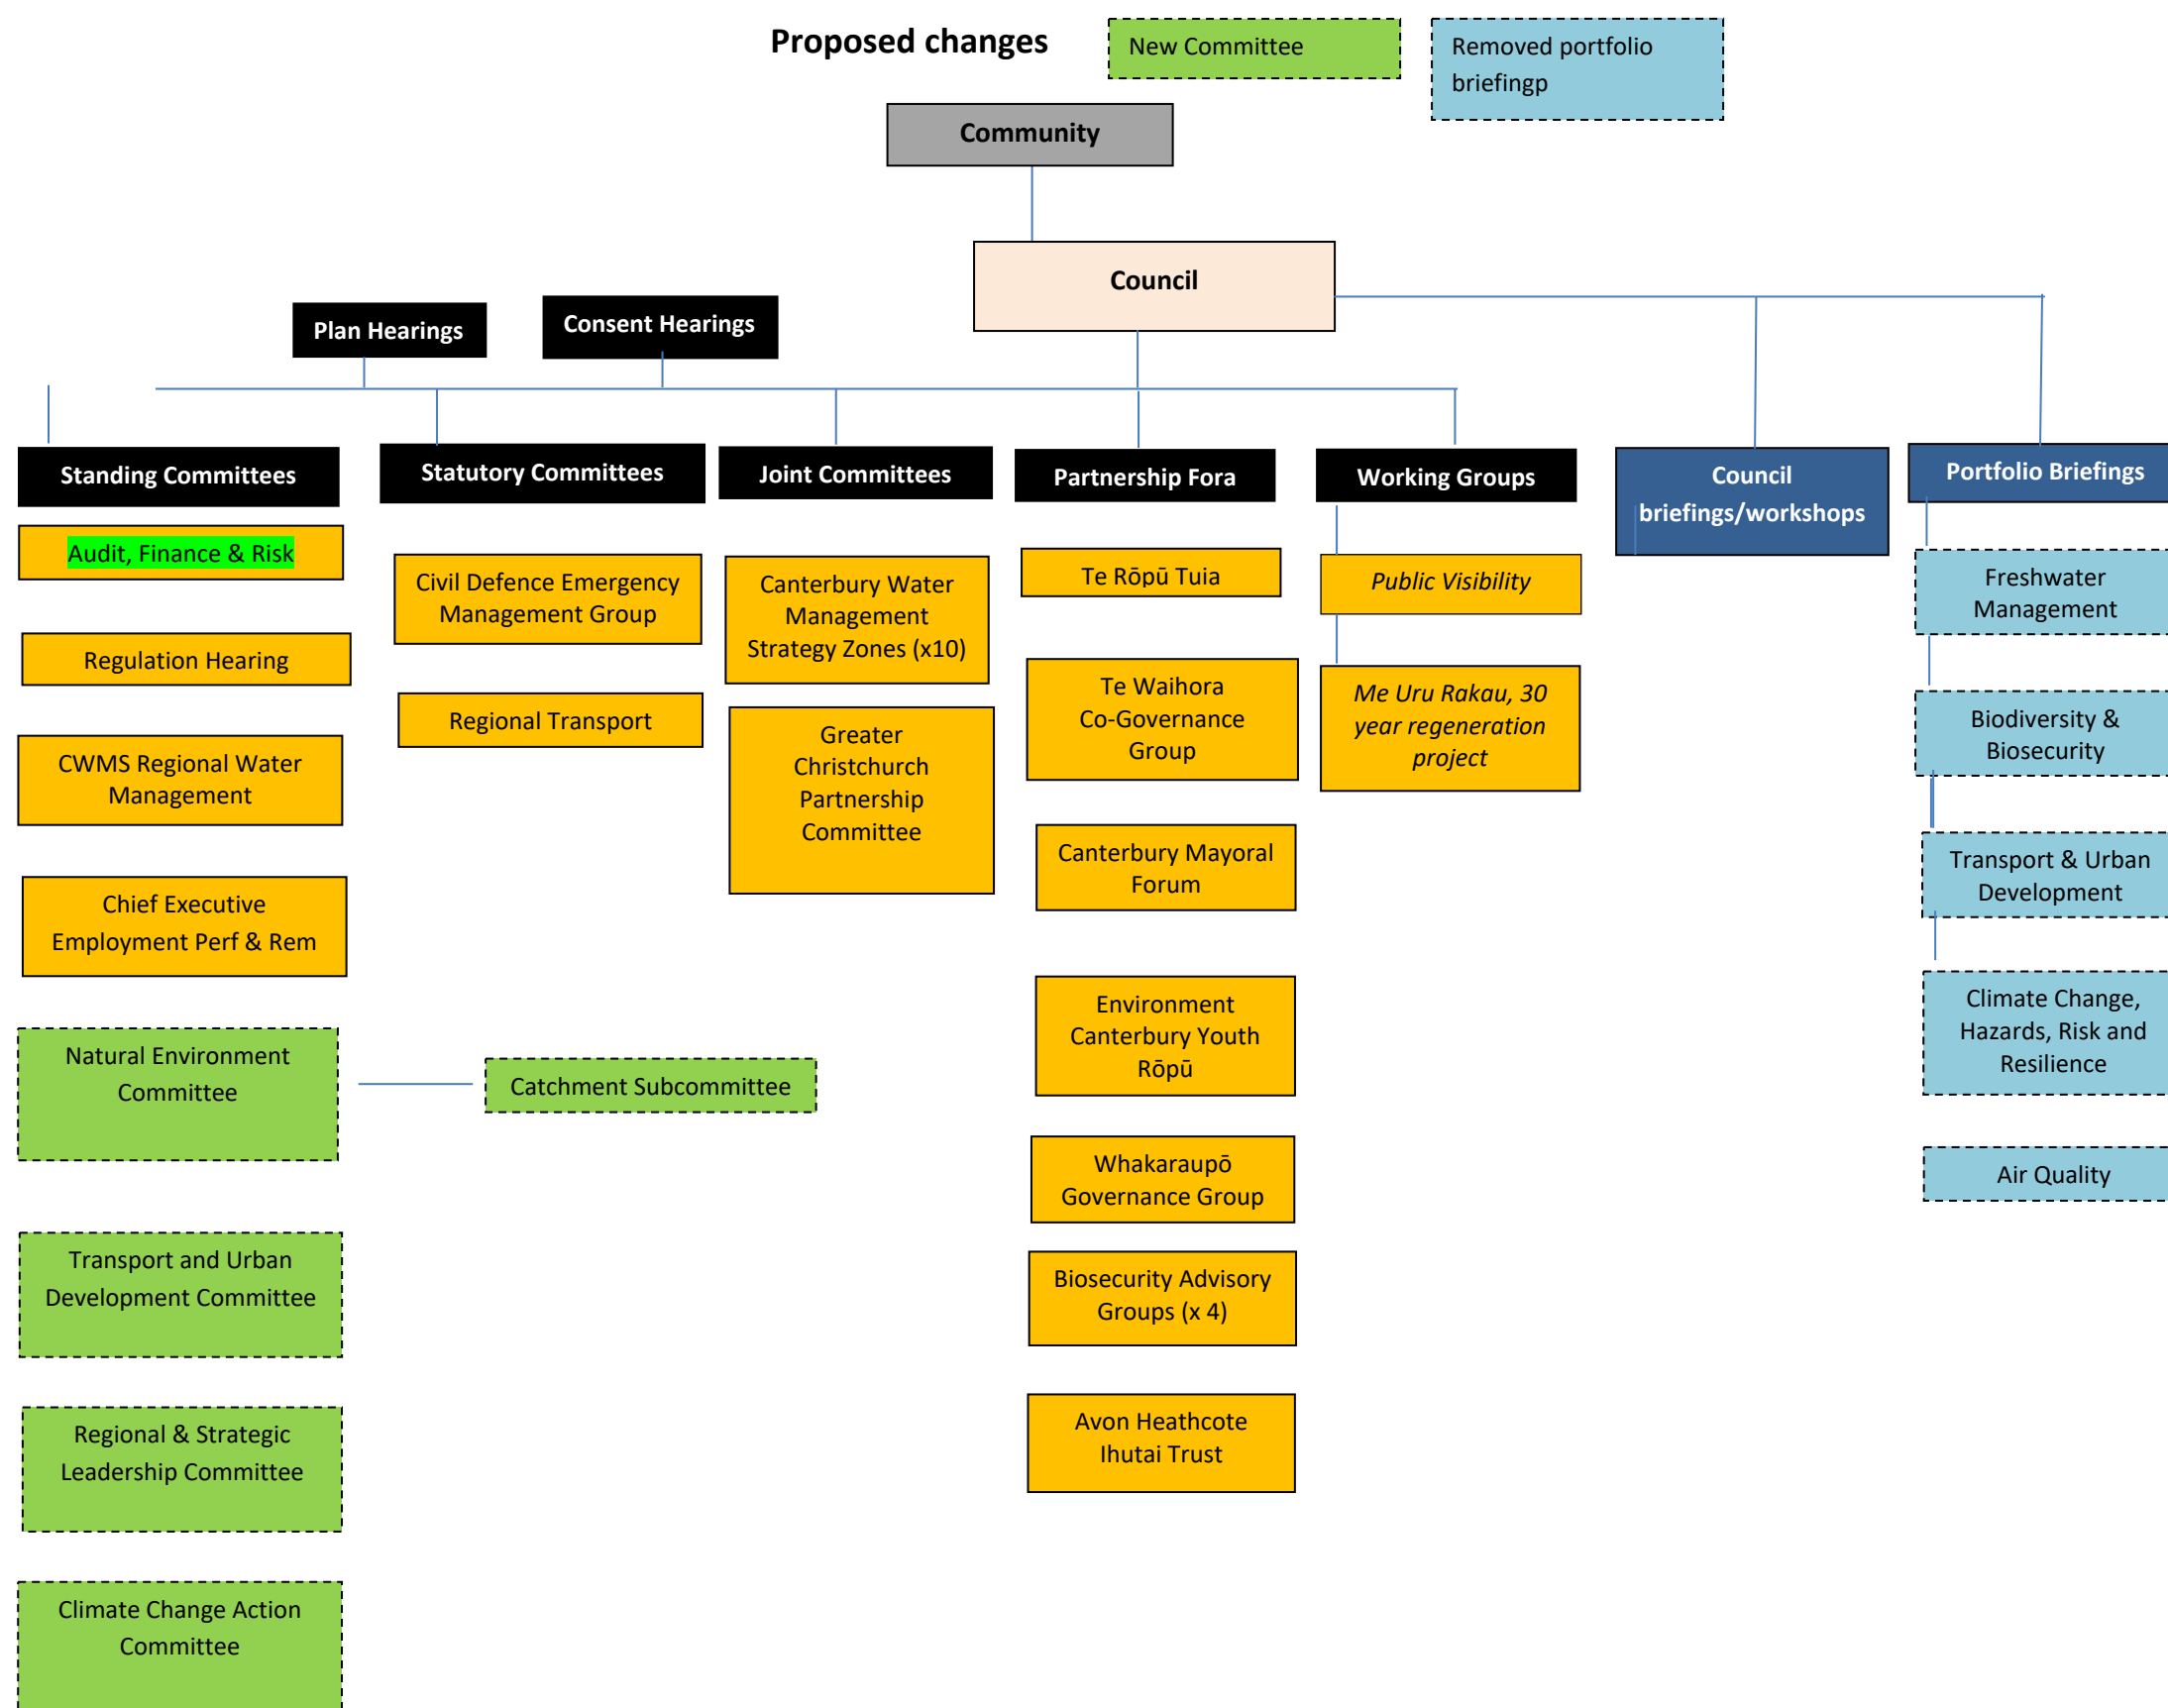 Proposed changes
New Committee
Removed portfolio
briefingp
Community
Council
Plan Hearings
Consent Hearings
Standing Committees
Audit, Finance & Risk
Regulation Hearing
CWMS Regional Water
Management
Chief Executive
Employment Perf & Rem
Natural Environment
Committee
Catchment Subcommittee
Transport and Urban
Development Committee
Regional & Strategic
Leadership Committee
Climate Change Action
Committee
Statutory Committees
Civil Defence Emergency
Management Group
Regional Transport
Joint Committees
Canterbury Water
Management
Strategy Zones (x10)
Greater
Christchurch
Partnership
Committee
Partnership Fora
Te Rōpū Tuia
Te Waihora
Co-Governance
Group
Canterbury Mayoral
Forum
Environment
Canterbury Youth
Rōpū
Whakaraupō
Governance Group
Biosecurity Advisory
Groups (x 4)
Avon Heathcote
Ihutai Trust
Working Groups
Public Visibility
Me Uru Rakau, 30
year regeneration
project
Council
briefings/workshops
Portfolio Briefings
Freshwater
Management
Biodiversity &
Biosecurity
Transport & Urban
Development
Climate Change,
Hazards, Risk and
Resilience
Air Quality